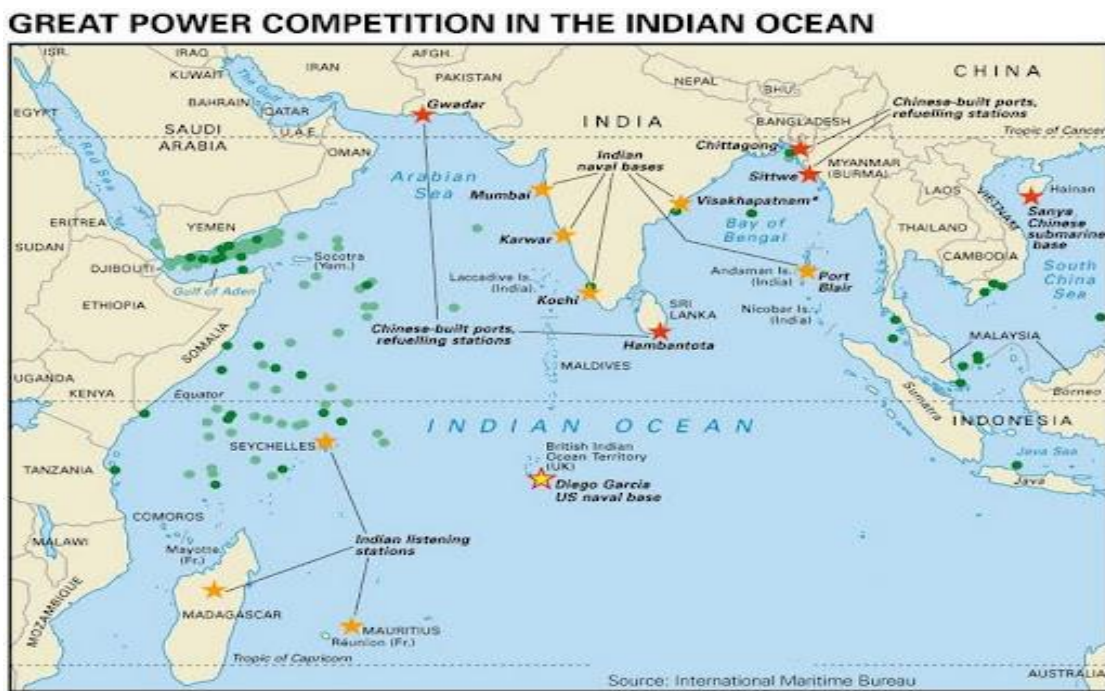 GREAT POWER COMPETITION IN THE INDIAN OCEAN
ISR.
IRAQ
KUWAIT
IRAN
AFGH.
PAKISTAN
NEPAL
BHU.
CHINA
EGYPT
BAHRAIN
The Gulf
QATAR
U.A.E.
SAUDI
ARABIA
OMAN
Red Sea
Gwadar
INDIA
BANGLADESH
Chinese-built ports,
refuelling stations
Tropic of Cancer
Chittagong
Sittwe
MYANMAR
(BURMA)
LAOS
VIETNAM
Hainan
Sanya
Chinese
submarine
base
Arabian
Sea
Indian
naval bases
Mumbai
Visakhapatnam*
Bay of
Bengal
THAILAND
CAMBODIA
South
China
Sea
ERITREA
SUDAN
YEMEN
DJIBOUTI
Gulf of Aden
Socotra
(Yem.)
ETHIOPIA
SOMALIA
Karwar
Laccadive Is.
(India)
Kochi
Andaman Is.
(India)
Port
Blair
SRI
LANKA
Nicobar Is.
(India)
Hambantota
Chinese-built ports,
refuelling stations
MALDIVES
MALAYSIA
Borneo
Sumatra
UGANDA
KENYA
Equator
INDIAN OCEAN
INDONESIA
Java Sea
Java
SEYCHELLES
British Indian
Ocean Territory
(UK)
Diego Garcia
US naval base
TANZANIA
COMOROS
Mayotte
(Fr.)
MALAWI
MOZAMBIQUE
Indian listening
stations
MADAGASCAR
MAURITIUS
Réunion (Fr.)
Tropic of Capricorn
Source: International Maritime Bureau
AUSTRALIA